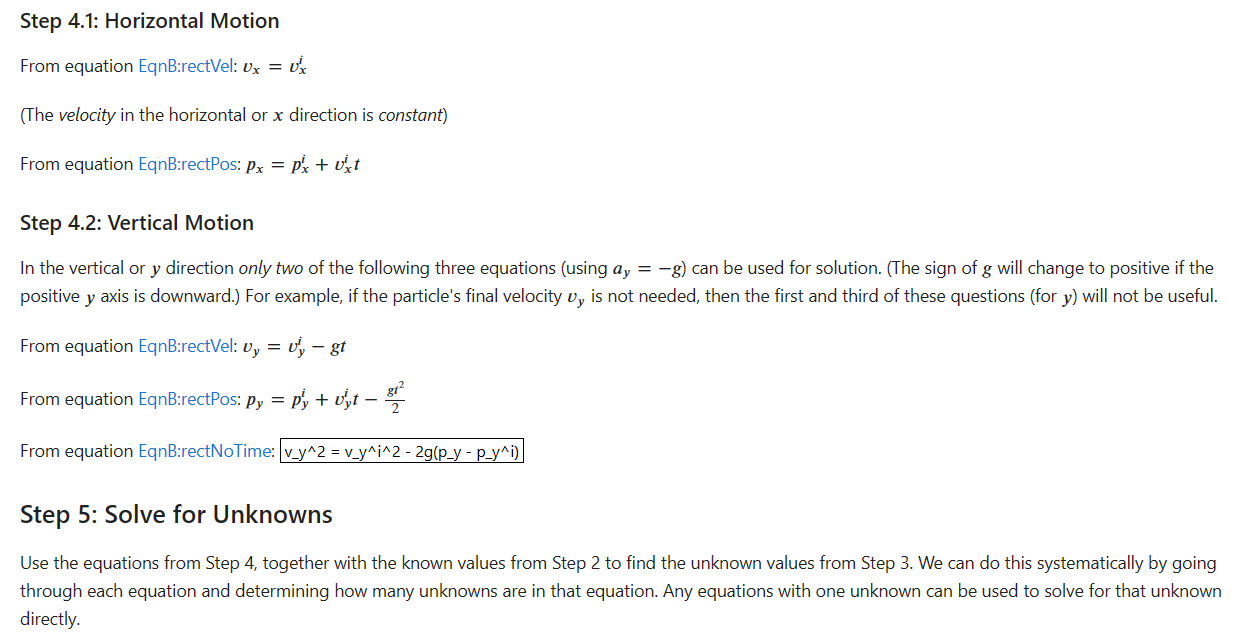 Step 4.1: Horizontal Motion
From equation EqnB:rectVel: vₓ = vₓⁱ
(The velocity in the horizontal or x direction is constant)
From equation EqnB:rectPos: pₓ = pₓⁱ + vₓⁱt
Step 4.2: Vertical Motion
In the vertical or y direction only two of the following three equations (using a_y = −g) can be used for solution. (The sign of g will change to positive if the
positive y axis is downward.) For example, if the particle's final velocity v_y is not needed, then the first and third of these questions (for y) will not be useful.
From equation EqnB:rectVel: v_y = v_y^i − gt
From equation EqnB:rectPos: p_y = p_y^i + v_y^i t − gt²/2
From equation EqnB:rectNoTime: v_y^2 = v_y^i^2 - 2g(p_y - p_y^i)
Step 5: Solve for Unknowns
Use the equations from Step 4, together with the known values from Step 2 to find the unknown values from Step 3. We can do this systematically by going
through each equation and determining how many unknowns are in that equation. Any equations with one unknown can be used to solve for that unknown
directly.